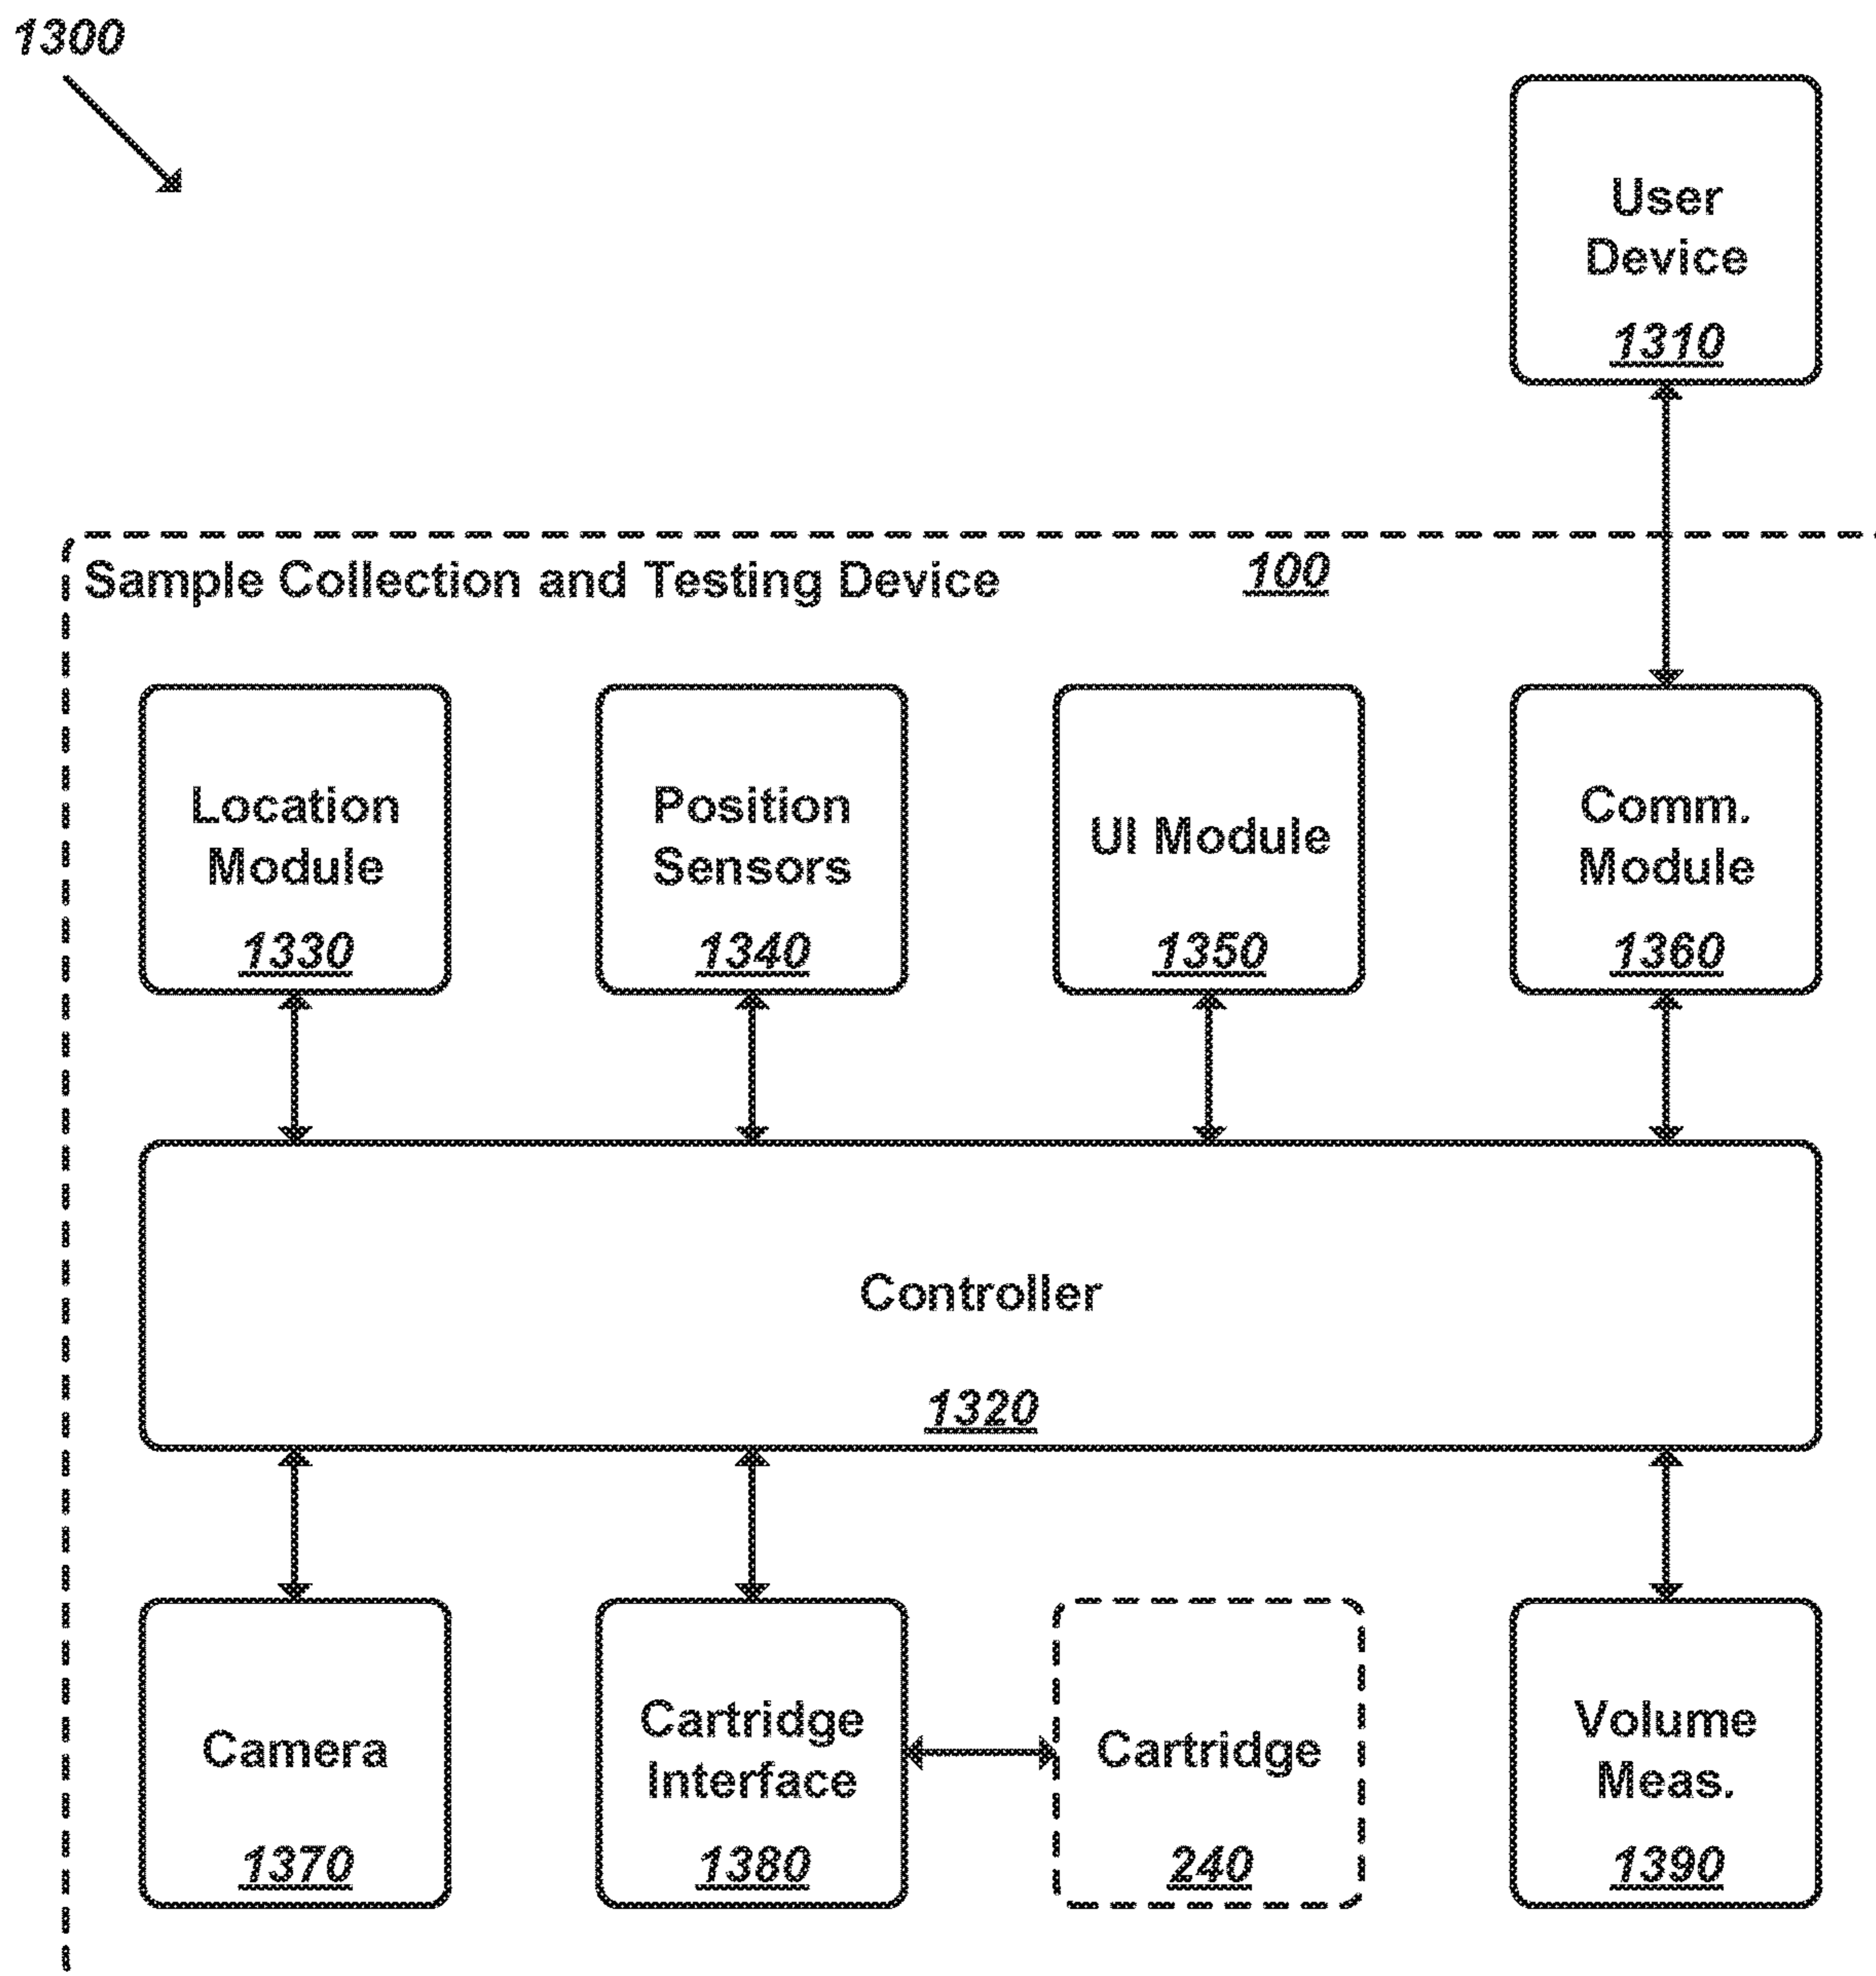 1300
User
Device
1310
Sample Collection and Testing Device 100
Location
Module
1330
Position
Sensors
1340
UI Module
1350
Comm.
Module
1360
Controller
1320
Camera
1370
Cartridge
Interface
1380
Cartridge
240
Volume
Meas.
1390